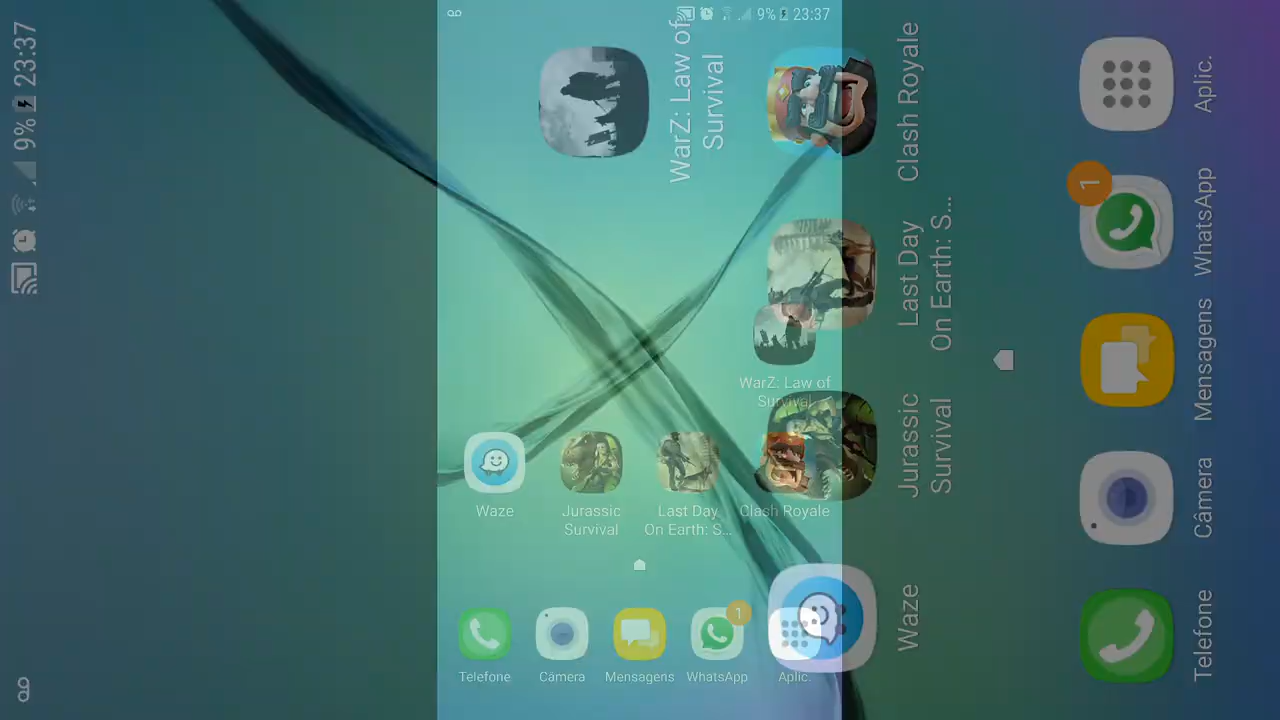 9% 23:37
WarZ: Law of
Survival
Waze
Jurassic
Survival
Last Day
On Earth: S...
Clash Royale
1
Telefone
Câmera
Mensagens
WhatsApp
Aplic.
9% 23:37
WarZ: Law of
Survival
Clash Royale
Last Day
On Earth: S...
Jurassic
Survival
Waze
1
Aplic.
WhatsApp
Mensagens
Câmera
Telefone